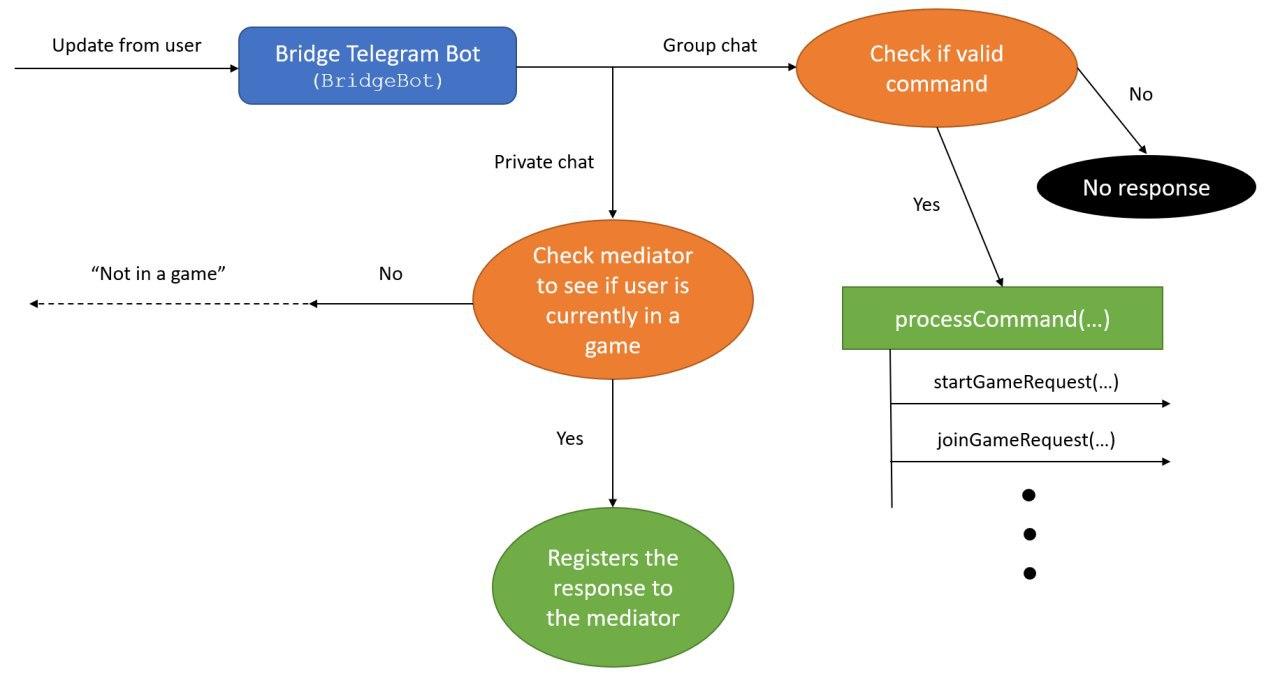 Update from user
Bridge Telegram Bot
(BridgeBot)
Group chat
Check if valid
command
No
No response
Private chat
Yes
Check mediator
to see if user is
currently in a
game
No
“Not in a game”
processCommand(…)
startGameRequest(…)
joinGameRequest(…)
Yes
Registers the
response to
the mediator